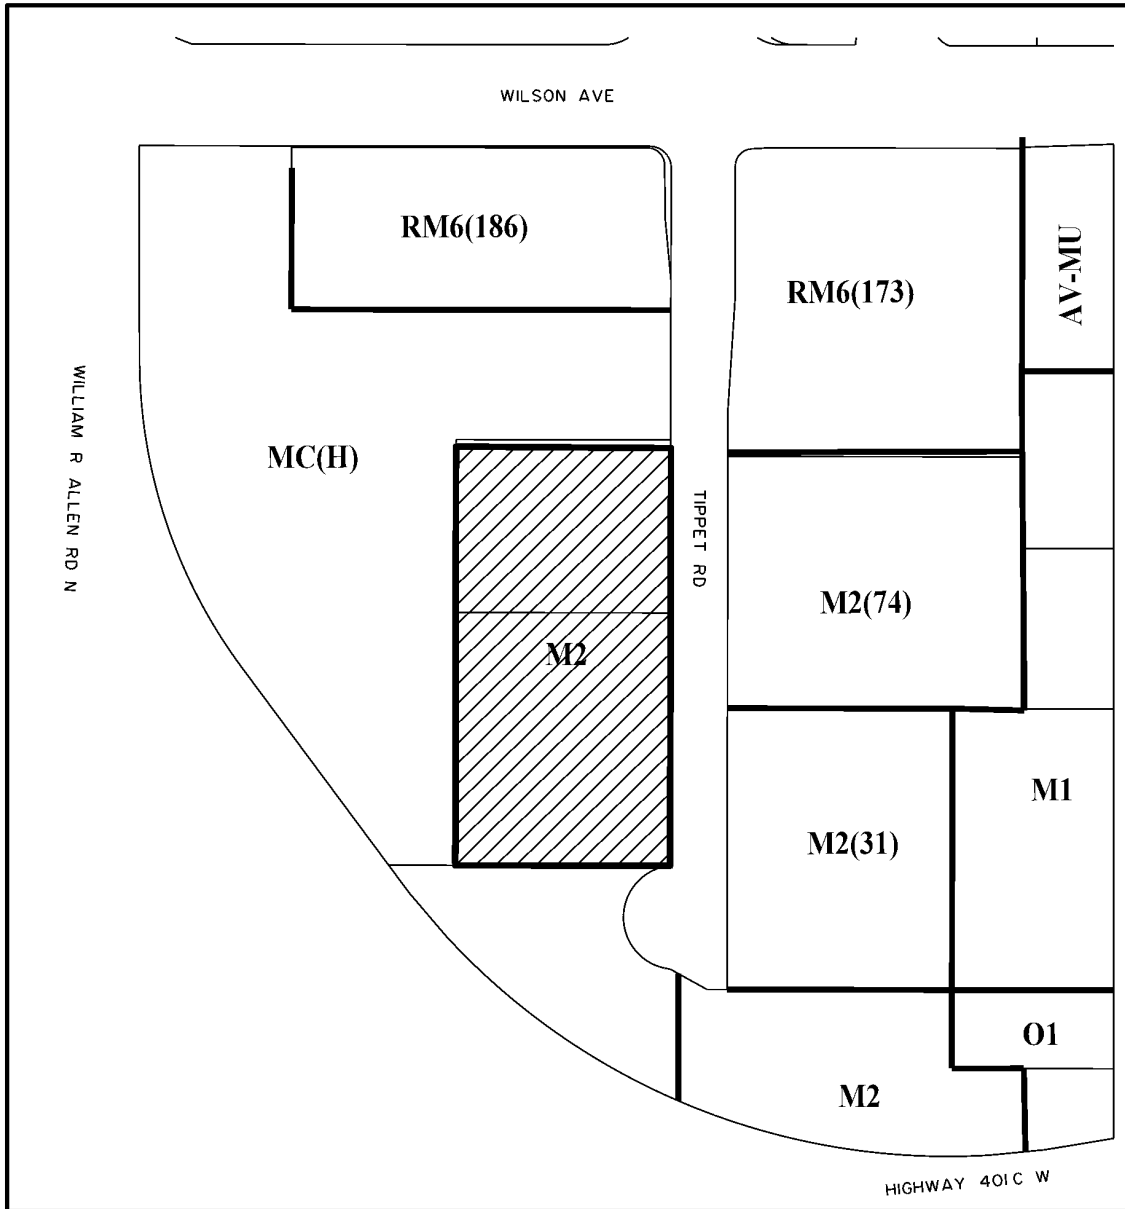 WILSON AVE
RM6(186)
RM6(173)
AV-MU
WILLIAM R ALLEN RD N
MC(H)
TIPPET RD
M2(74)
M2
M1
M2(31)
O1
M2
HIGHWAY 401 C W